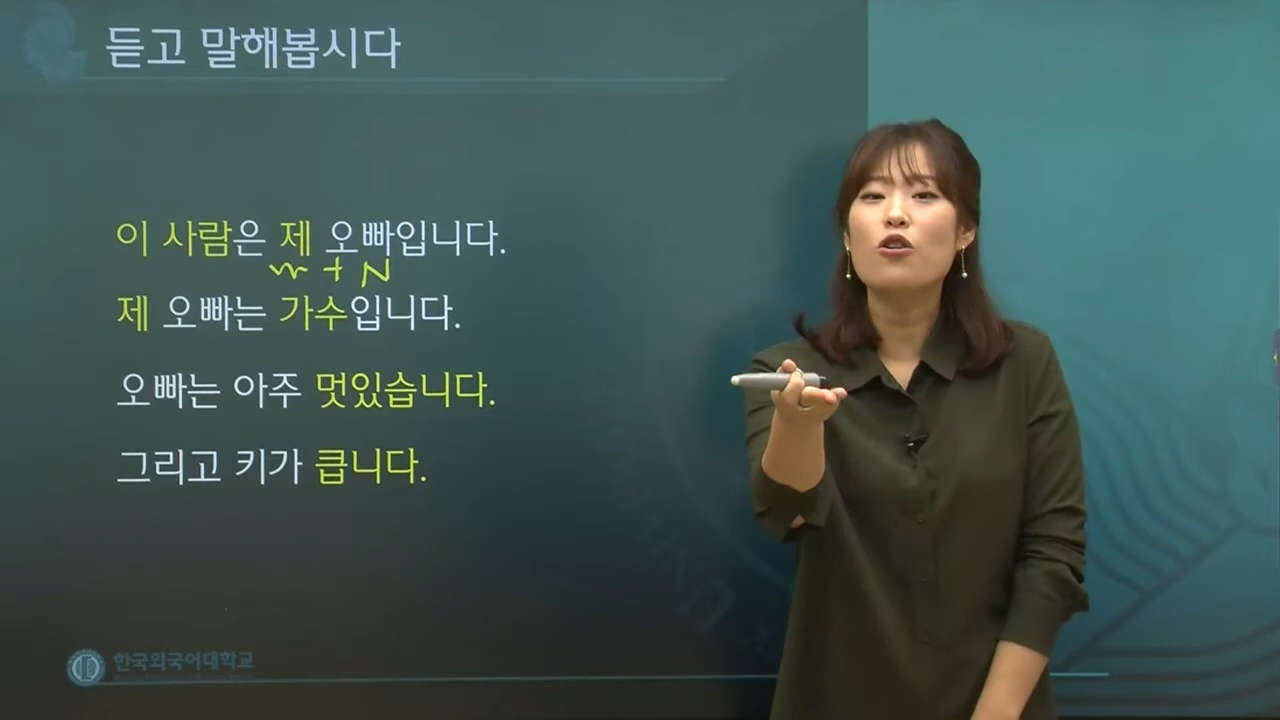 듣고 말해봅시다
이 사람은 제 오빠입니다.
~ + N
제 오빠는 가수입니다.
오빠는 아주 멋있습니다.
그리고 키가 큽니다.
한국외국어대학교